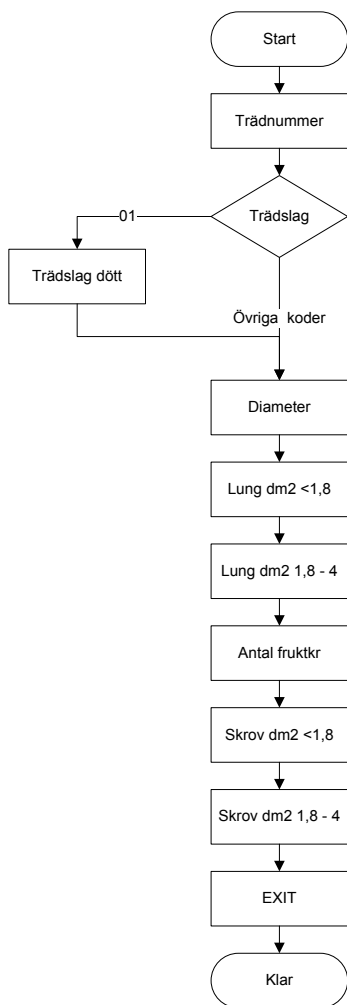 Start
Trädnummer
Trädslag
01
Trädslag dött
Övriga koder
Diameter
Lung dm2 <1,8
Lung dm2 1,8 - 4
Antal fruktkr
Skrov dm2 <1,8
Skrov dm2 1,8 - 4
EXIT
Klar